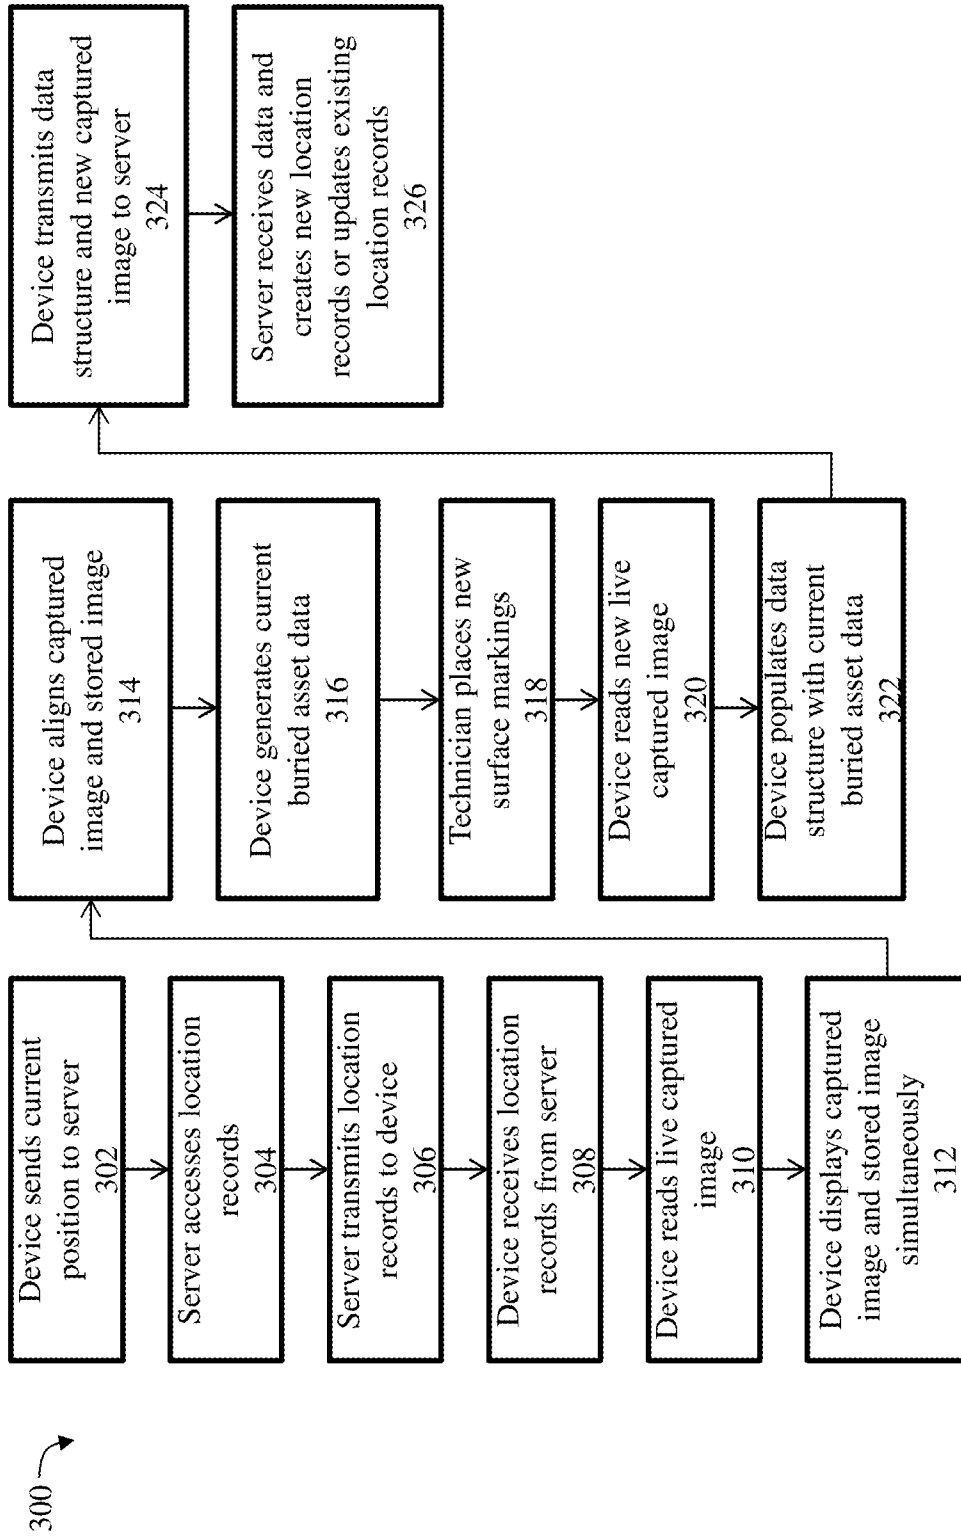 300
Device sends current
position to server
302
Server accesses location
records
304
Server transmits location
records to device
306
Device receives location
records from server
308
Device reads live captured
image
310
Device displays captured
image and stored image
simultaneously
312
Device aligns captured
image and stored image
314
Device generates current
buried asset data
316
Technician places new
surface markings
318
Device reads new live
captured image
320
Device populates data
structure with current
buried asset data
322
Device transmits data
structure and new captured
image to server
324
Server receives data and
creates new location
records or updates existing
location records
326